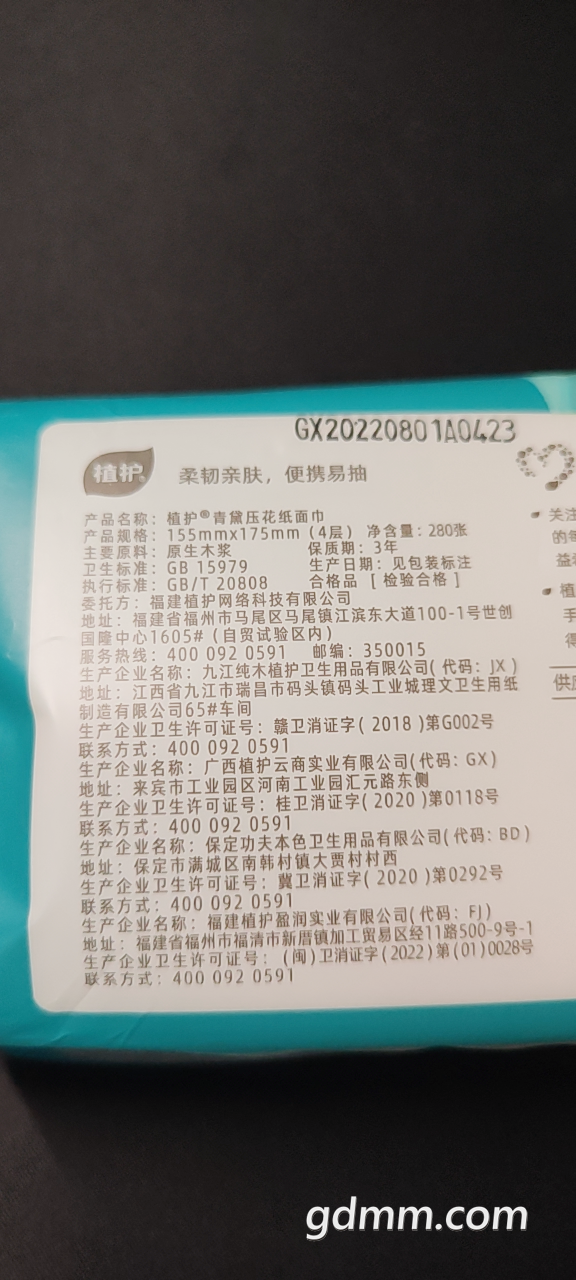 GX20220801A0423
植护®
柔韧亲肤，便携易抽
产品名称：植护®青黛压花纸面巾
产品规格：155mmx175mm（4层） 净含量：280张
主要原料：原生木浆 保质期：3年
卫生标准：GB 15979 生产日期：见包装标注
执行标准：GB/T 20808 合格品 [ 检验合格 ]
委托方：福建植护网络科技有限公司
地址：福建省福州市马尾区马尾镇江滨东大道100-1号世创
国隆中心1605#（自贸试验区内）
服务热线：400 092 0591 邮编：350015
生产企业名称：九江纯木植护卫生用品有限公司(代码：JX)
地址：江西省九江市瑞昌市码头镇码头工业城理文卫生用纸
制造有限公司65#车间
生产企业卫生许可证号：赣卫消证字(2018)第G002号
联系方式：400 092 0591
生产企业名称：广西植护云商实业有限公司(代码：GX)
地址：来宾市工业园区河南工业园汇元路东侧
生产企业卫生许可证号：桂卫消证字(2020)第0118号
联系方式：400 092 0591
生产企业名称：保定功夫本色卫生用品有限公司(代码：BD)
地址：保定市满城区南韩村镇大贾村村西
生产企业卫生许可证号：冀卫消证字(2020)第0292号
联系方式：400 092 0591
生产企业名称：福建植护盈润实业有限公司(代码：FJ)
地址：福建省福州市福清市新厝镇加工贸易区经11路500-9号-1
生产企业卫生许可证号：(闽)卫消证字(2022)第(01)0028号
联系方式：400 092 0591
关注
的每
益
植
手
得
供应
gdmm.com